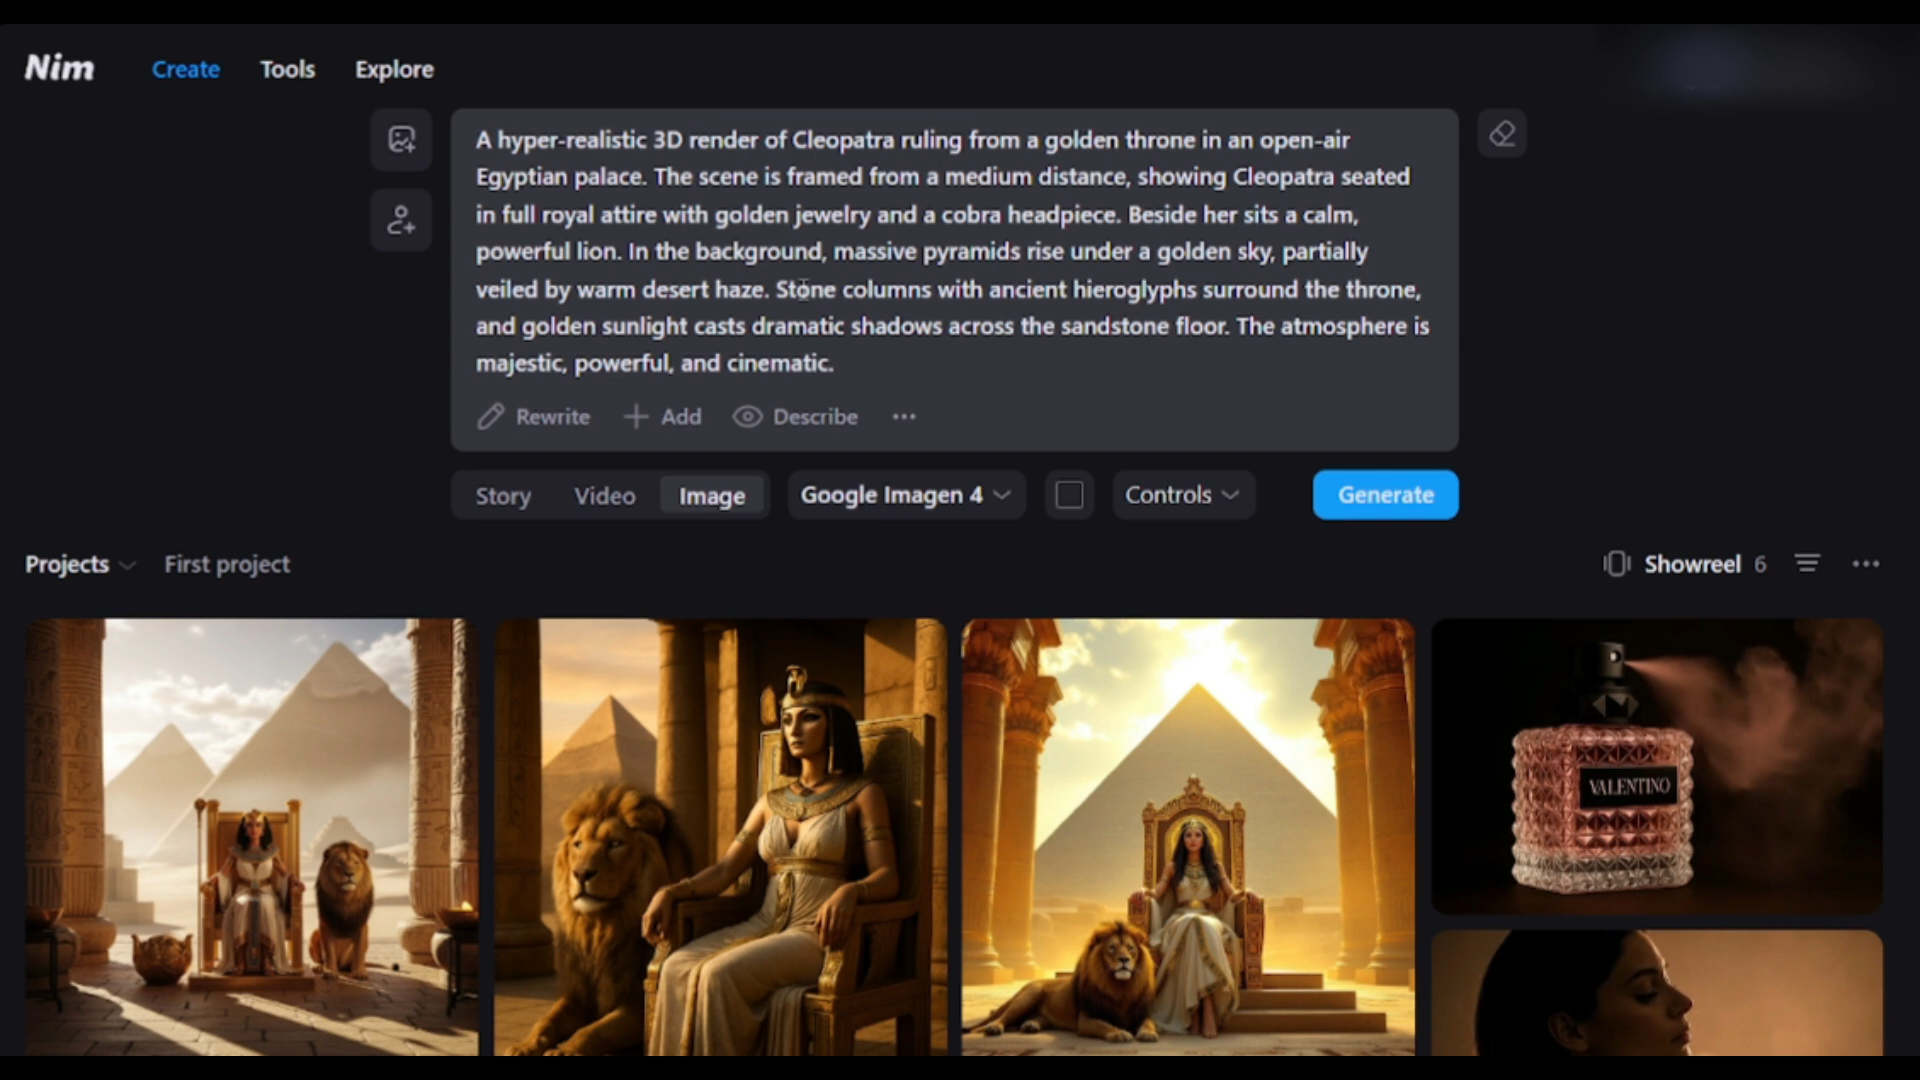 Nim
Create
Tools
Explore
A hyper-realistic 3D render of Cleopatra ruling from a golden throne in an open-air
Egyptian palace. The scene is framed from a medium distance, showing Cleopatra seated
in full royal attire with golden jewelry and a cobra headpiece. Beside her sits a calm,
powerful lion. In the background, massive pyramids rise under a golden sky, partially
veiled by warm desert haze. Stone columns with ancient hieroglyphs surround the throne,
and golden sunlight casts dramatic shadows across the sandstone floor. The atmosphere is
majestic, powerful, and cinematic.
Rewrite
Add
Describe
Story
Video
Image
Google Imagen 4
Controls
Generate
Projects
First project
Showreel 6
VALENTINO